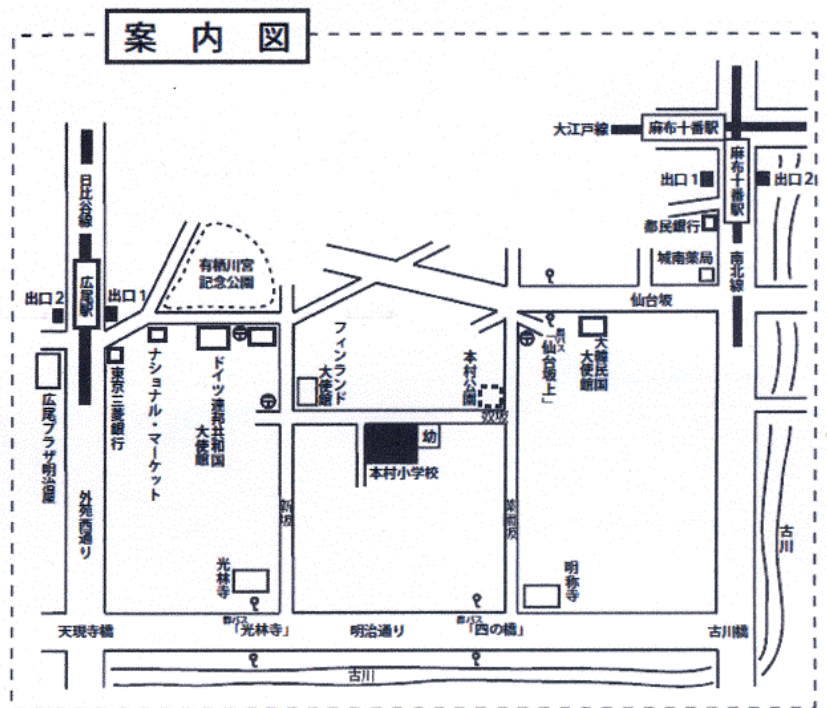 案内図
大江戸線
麻布十番駅
麻布十番駅
出口1
出口2
都民銀行
城南薬局
南北線
仙台坂
日比谷線
広尾駅
出口2
出口1
有栖川宮
記念公園
広尾プラザ明治屋
東京三菱銀行
ナショナル・マーケット
ドイツ連邦共和国
大使館
フィンランド
大使館
本村公園
都バス
「仙台坂上」
大韓民国
大使館
奴坂
幼
本村小学校
新坂
薬園坂
外苑西通り
光林寺
明称寺
古川
天現寺橋
都バス
「光林寺」
明治通り
都バス
「四の橋」
古川橋
古川